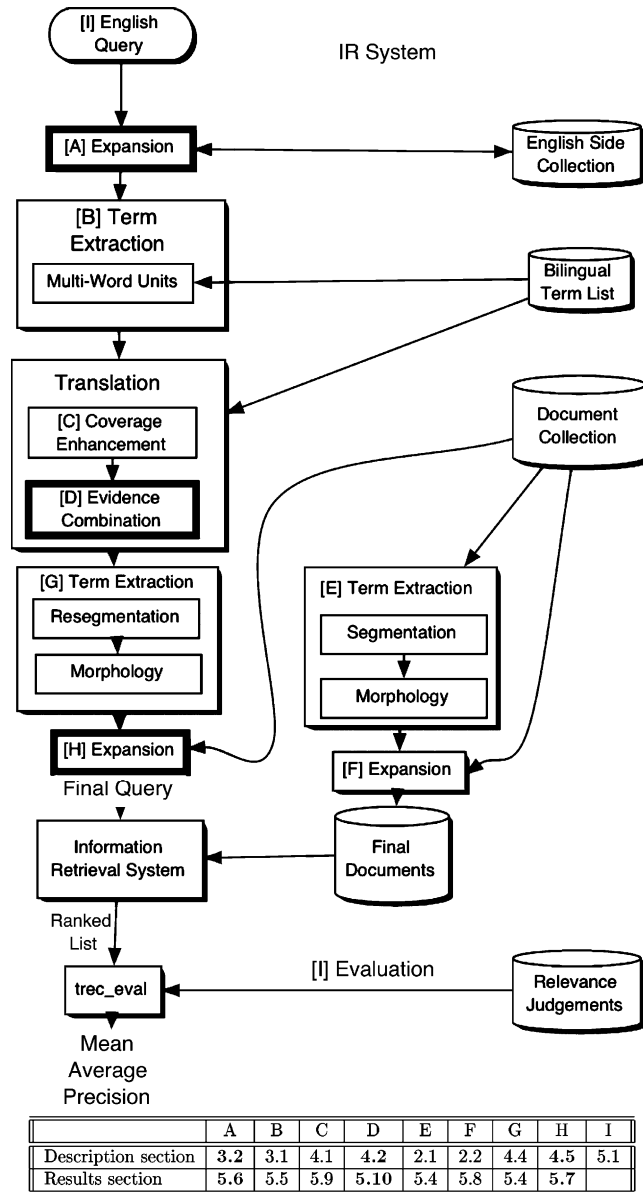 [I] English
Query
IR System
[A] Expansion
English Side
Collection
[B] Term
Extraction
Multi-Word Units
Bilingual
Term List
Translation
[C] Coverage
Enhancement
[D] Evidence
Combination
Document
Collection
[G] Term Extraction
Resegmentation
Morphology
[E] Term Extraction
Segmentation
Morphology
[H] Expansion
[F] Expansion
Final Query
Information
Retrieval System
Final
Documents
Ranked
List
[I] Evaluation
trec_eval
Relevance
Judgements
Mean
Average
Precision
A B C D E F G H I
Description section 3.2 3.1 4.1 4.2 2.1 2.2 4.4 4.5 5.1
Results section 5.6 5.5 5.9 5.10 5.4 5.8 5.4 5.7